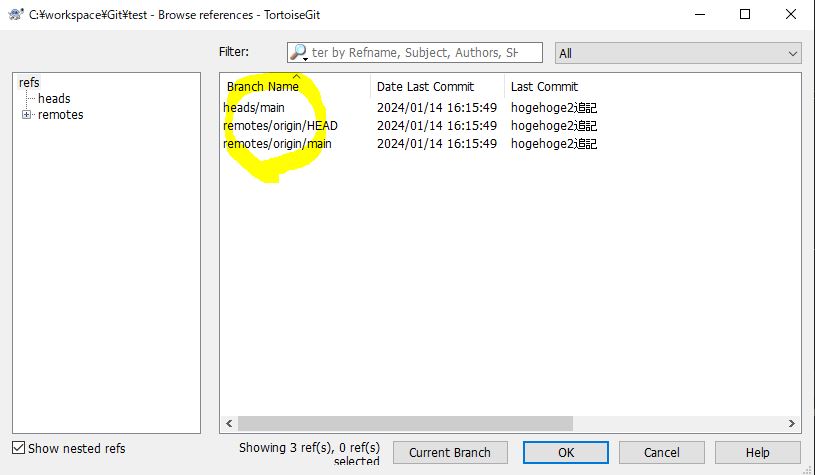 C:¥workspace¥Git¥test - Browse references - TortoiseGit
Filter:
ter by Refname, Subject, Authors, SH
All
refs
heads
remotes
Branch Name Date Last Commit Last Commit
heads/main 2024/01/14 16:15:49 hogehoge2追記
remotes/origin/HEAD 2024/01/14 16:15:49 hogehoge2追記
remotes/origin/main 2024/01/14 16:15:49 hogehoge2追記
Show nested refs
Showing 3 ref(s), 0 ref(s)
selected
Current Branch
OK
Cancel
Help